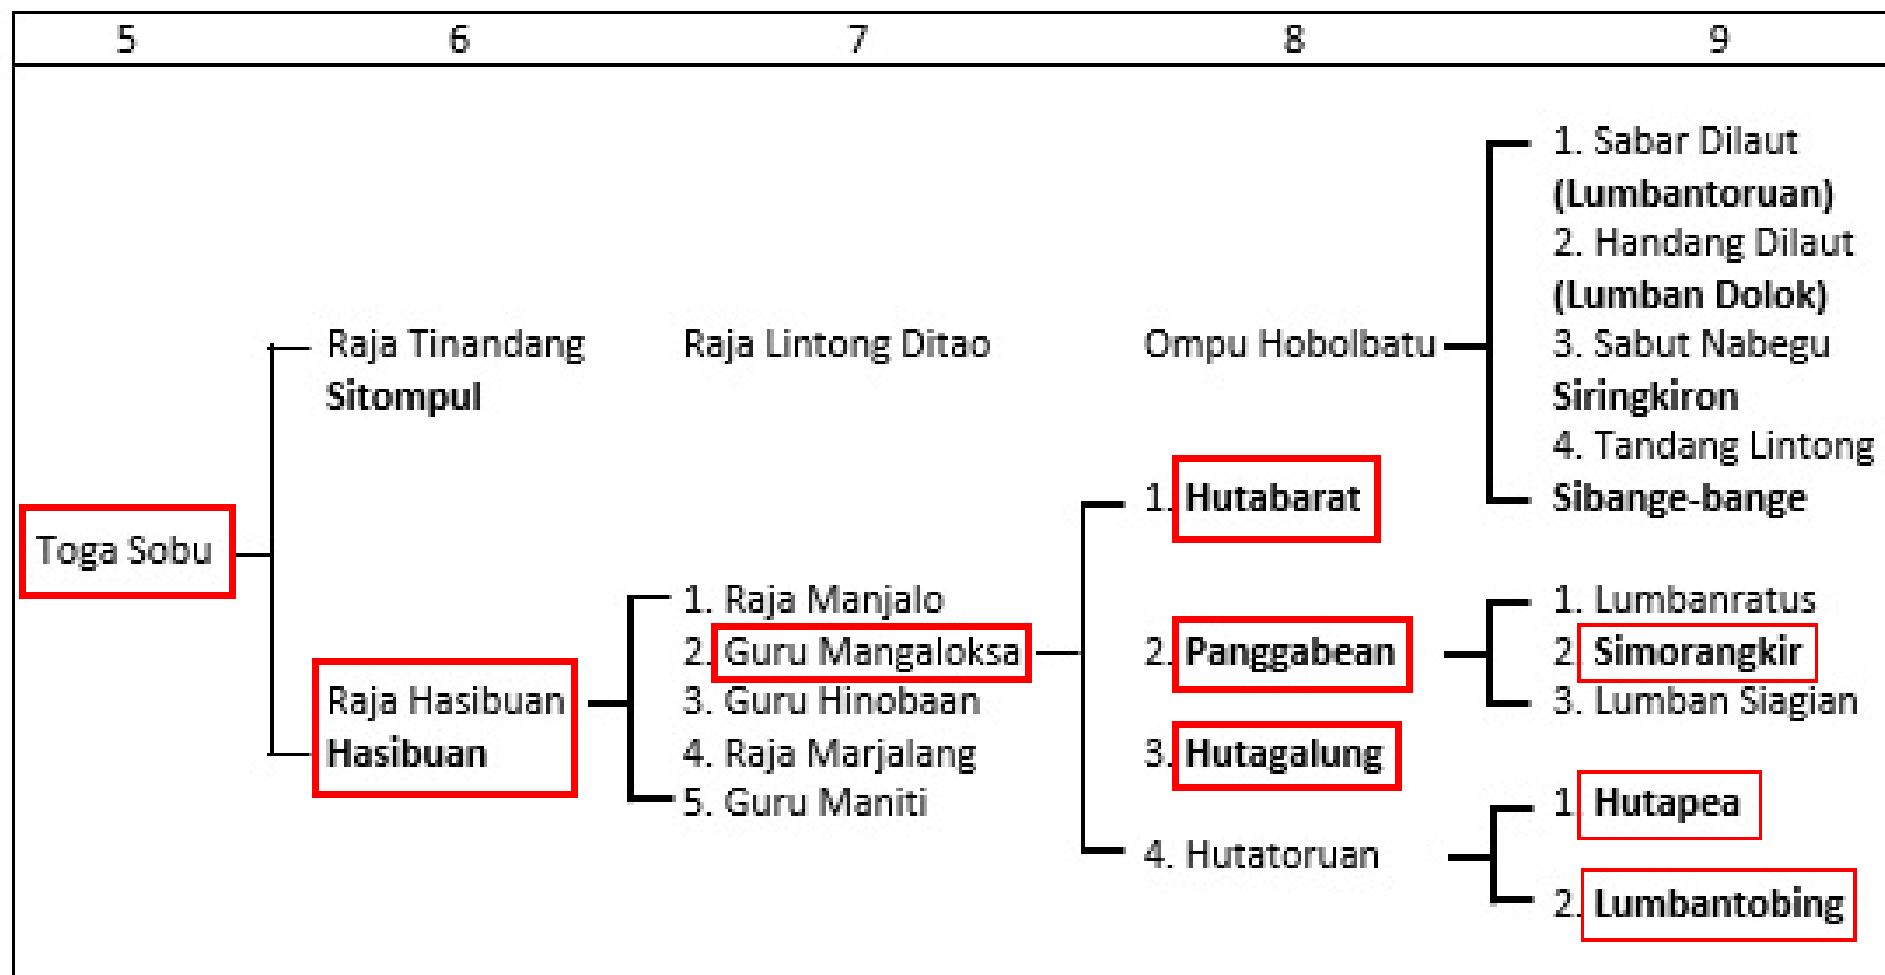 5 6 7 8 9
1. Sabar Dilaut
(Lumbantoruan)
2. Handang Dilaut
(Lumban Dolok)
Raja Tinandang Raja Lintong Ditao Ompu Hobolbatu 3. Sabut Nabegu
Sitompul Siringkiron
4. Tandang Lintong
1. Hutabarat Sibange-bange
Toga Sobu
1. Raja Manjalo 1. Lumbanratus
2. Guru Mangaloksa 2. Panggabean 2. Simorangkir
Raja Hasibuan 3. Guru Hinobaan 3. Lumban Siagian
Hasibuan 4. Raja Marjalang 3. Hutagalung
5. Guru Maniti 1. Hutapea
4. Hutatoruan
2. Lumbantobing